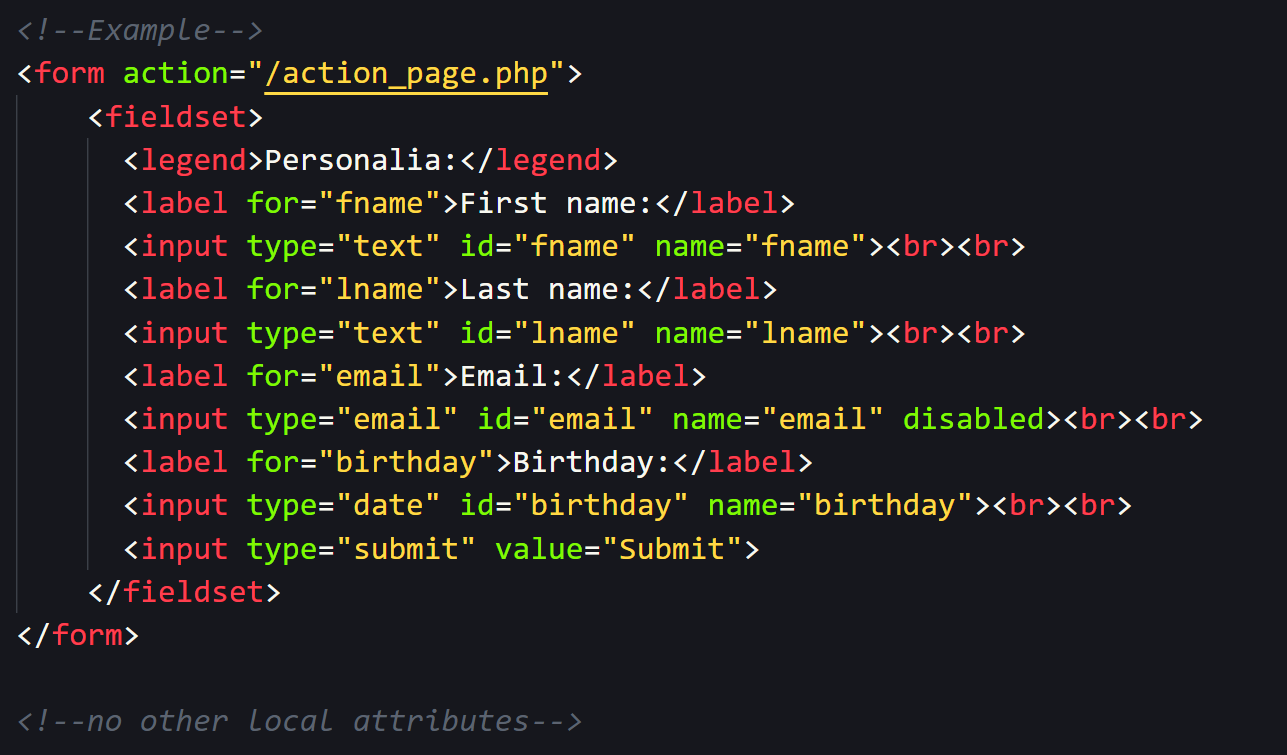 <!--Example-->
<form action="/action_page.php">
<fieldset>
<legend>Personalia:</legend>
<label for="fname">First name:</label>
<input type="text" id="fname" name="fname"><br><br>
<label for="lname">Last name:</label>
<input type="text" id="lname" name="lname"><br><br>
<label for="email">Email:</label>
<input type="email" id="email" name="email" disabled><br><br>
<label for="birthday">Birthday:</label>
<input type="date" id="birthday" name="birthday"><br><br>
<input type="submit" value="Submit">
</fieldset>
</form>
<!--no other local attributes-->